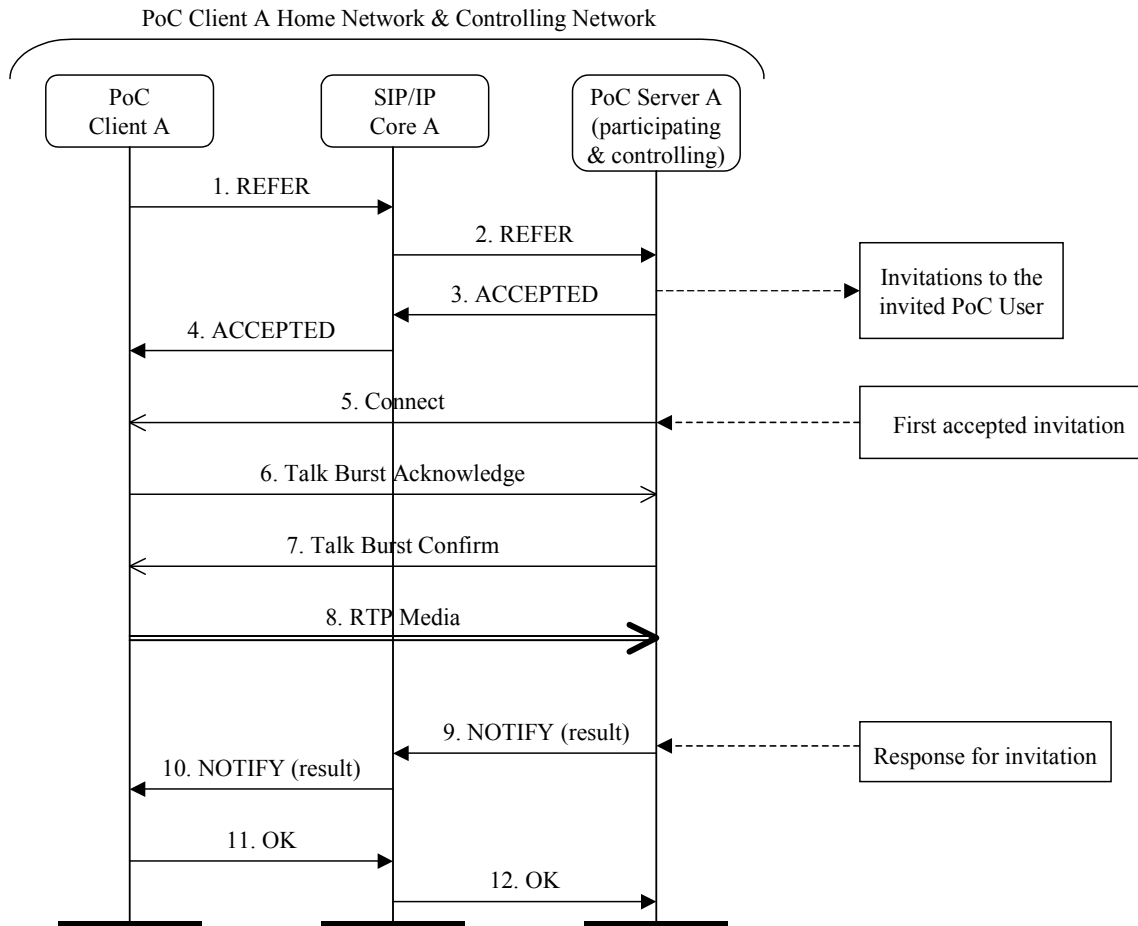 PoC Client A Home Network & Controlling Network
PoC
Client A
SIP/IP
Core A
PoC Server A
(participating
& controlling)
1. REFER
2. REFER
Invitations to the
invited PoC User
3. ACCEPTED
4. ACCEPTED
5. Connect
First accepted invitation
6. Talk Burst Acknowledge
7. Talk Burst Confirm
8. RTP Media
9. NOTIFY (result)
Response for invitation
10. NOTIFY (result)
11. OK
12. OK